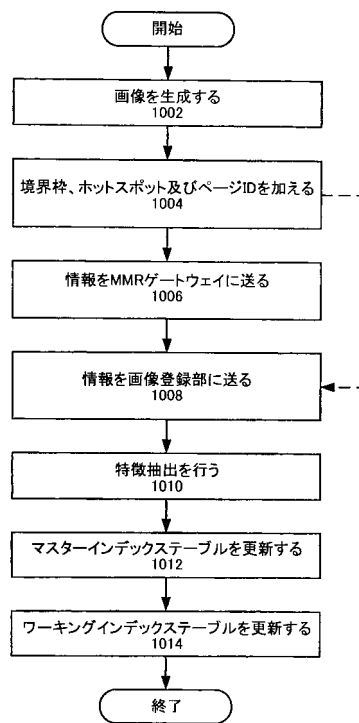 開始
画像を生成する
1002
境界枠、ホットスポット及びページIDを加える
1004
情報をMMRゲートウェイに送る
1006
情報を画像登録部に送る
1008
特徴抽出を行う
1010
マスターインデックステーブルを更新する
1012
ワーキングインデックステーブルを更新する
1014
終了